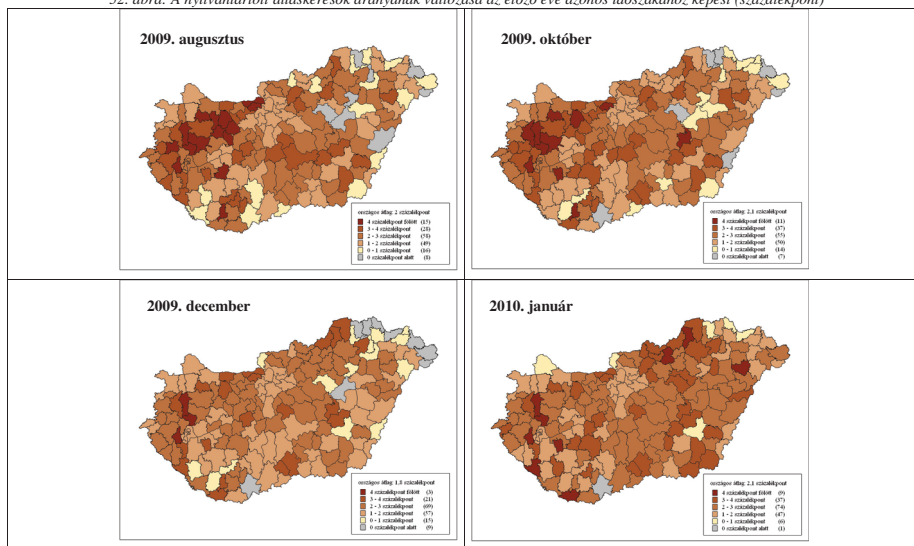 52. ábra: A nyilvántartott álláskeresők arányának változása az előző éve azonos időszakához képest (százalékpont)
2009. augusztus
országos átlag: 2 százalékpont
4 százalékpont fölött (15)
3 - 4 százalékpont (28)
2 - 3 százalékpont (58)
1 - 2 százalékpont (49)
0 - 1 százalékpont (16)
0 százalékpont alatt (8)
2009. október
országos átlag: 2,1 százalékpont
4 százalékpont fölött (11)
3 - 4 százalékpont (37)
2 - 3 százalékpont (55)
1 - 2 százalékpont (50)
0 - 1 százalékpont (14)
0 százalékpont alatt (7)
2009. december
országos átlag: 1,8 százalékpont
4 százalékpont fölött (3)
3 - 4 százalékpont (21)
2 - 3 százalékpont (69)
1 - 2 százalékpont (57)
0 - 1 százalékpont (15)
0 százalékpont alatt (9)
2010. január
országos átlag: 2,1 százalékpont
4 százalékpont fölött (9)
3 - 4 százalékpont (37)
2 - 3 százalékpont (74)
1 - 2 százalékpont (47)
0 - 1 százalékpont (6)
0 százalékpont alatt (1)